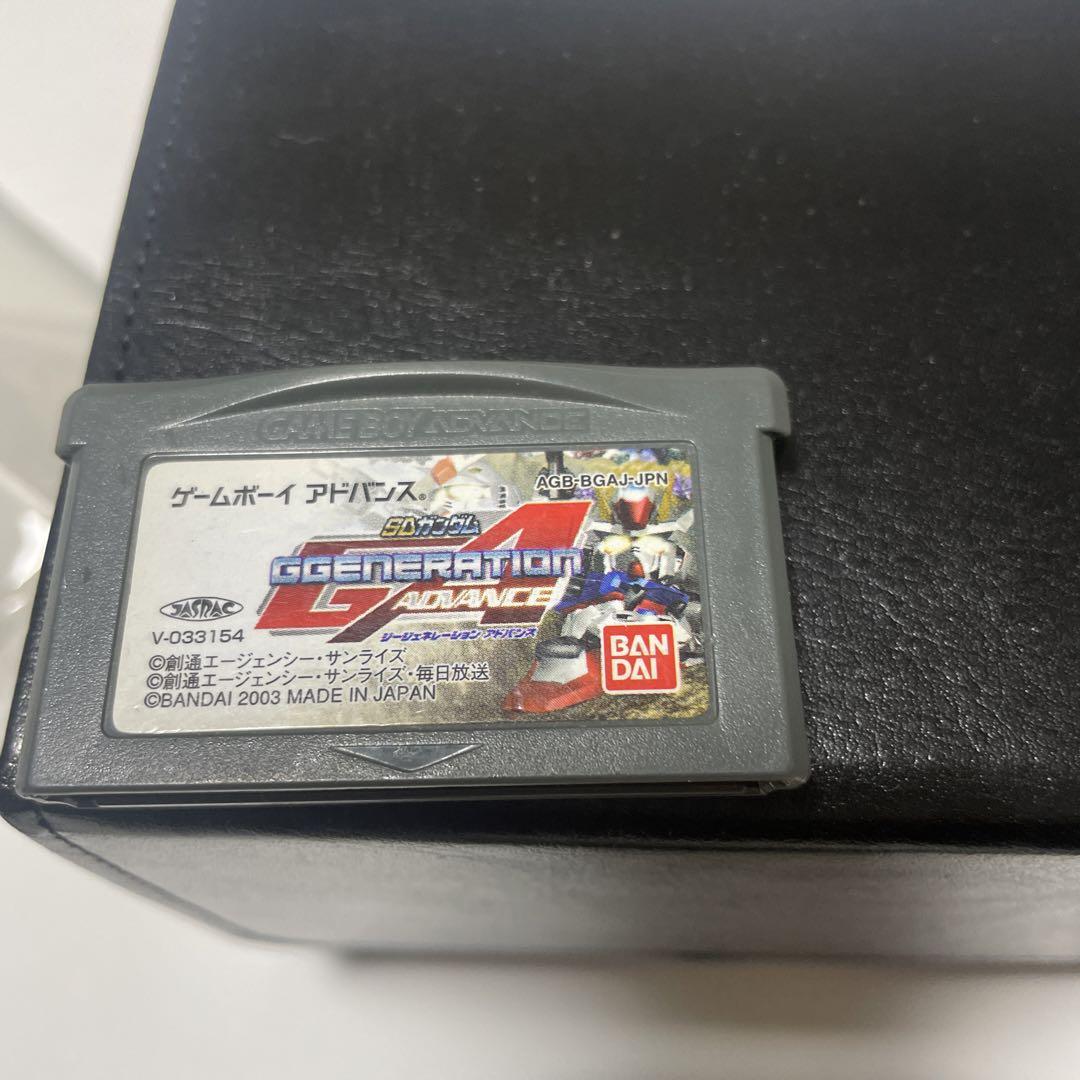 GAME BOY ADVANCE
ゲームボーイ アドバンス®
AGB-BGAJ-JPN
SDガンダム
GGENERATION
ADVANCE
ジージェネレーション アドバンス
JASRAC
V-033154
BAN
DAI
©創通エージェンシー・サンライズ
©創通エージェンシー・サンライズ・毎日放送
©BANDAI 2003 MADE IN JAPAN